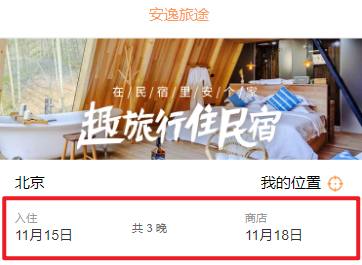 安逸旅途
在/民/宿/里/安/个/家
趣旅行住民宿
北京 我的位置
入住 商店
11月15日 共 3 晚 11月18日